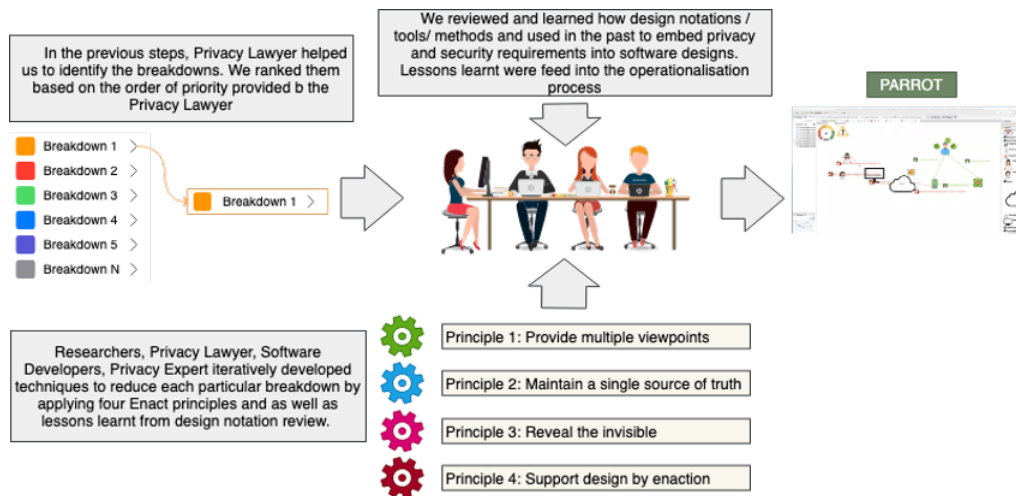 In the previous steps, Privacy Lawyer helped
us to identify the breakdowns. We ranked them
based on the order of priority provided b the
Privacy Lawyer
We reviewed and learned how design notations /
tools/ methods and used in the past to embed privacy
and security requirements into software designs.
Lessons learnt were feed into the operationalisation
process
PARROT
Breakdown 1
Breakdown 2
Breakdown 3
Breakdown 4
Breakdown 5
Breakdown N
Breakdown 1
Researchers, Privacy Lawyer, Software
Developers, Privacy Expert iteratively developed
techniques to reduce each particular breakdown by
applying four Enact principles and as well as
lessons learnt from design notation review.
Principle 1: Provide multiple viewpoints
Principle 2: Maintain a single source of truth
Principle 3: Reveal the invisible
Principle 4: Support design by enaction